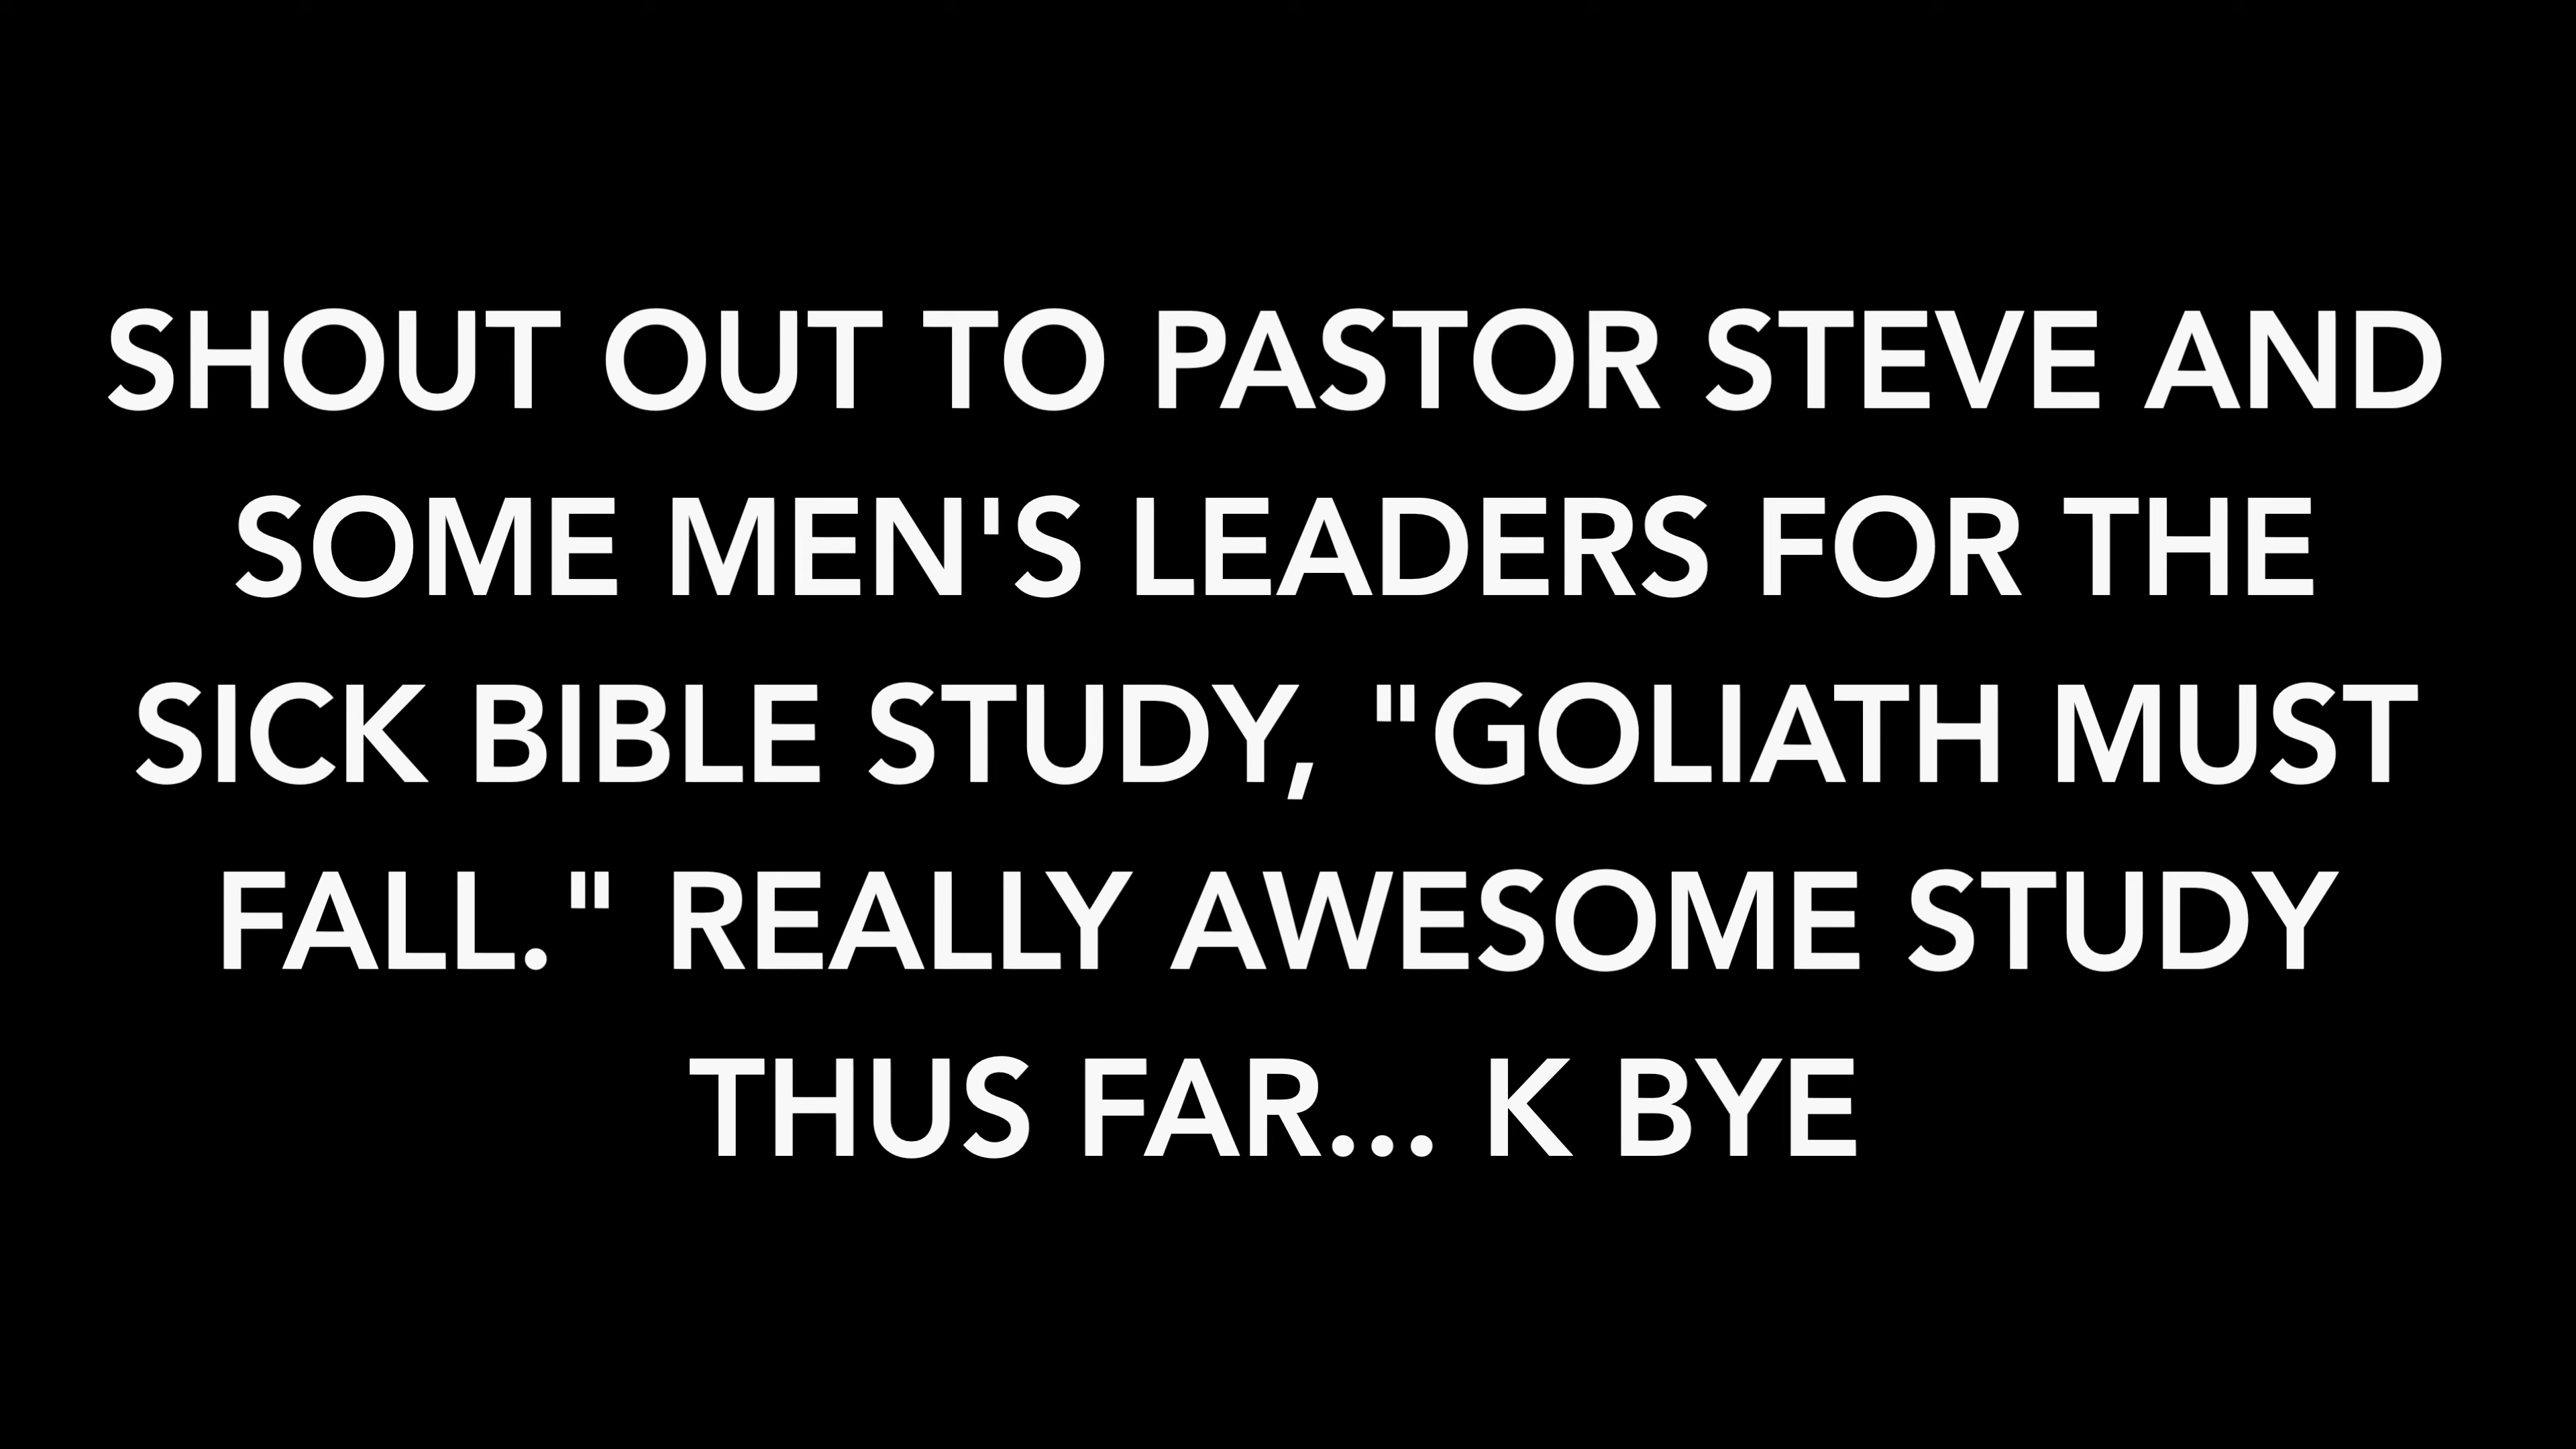 SHOUT OUT TO PASTOR STEVE AND
SOME MEN'S LEADERS FOR THE
SICK BIBLE STUDY, "GOLIATH MUST
FALL." REALLY AWESOME STUDY
THUS FAR... K BYE